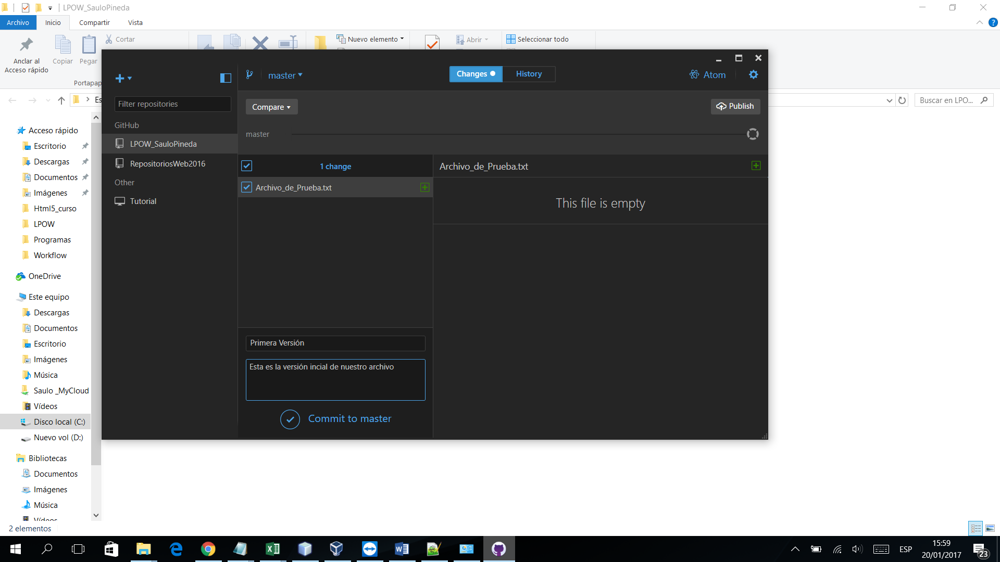 LPOW_SauloPineda
Archivo
Inicio
Compartir
Vista
Anclar al
Acceso rápido
Copiar
Pegar
Cortar
Portapap
Nuevo elemento
Abrir
Seleccionar todo
Es
Buscar en LPO...
Acceso rápido
Escritorio
Descargas
Documentos
Imágenes
Html5_curso
LPOW
Programas
Workflow
OneDrive
Este equipo
Descargas
Documentos
Escritorio
Imágenes
Música
Saulo _MyCloud
Vídeos
Disco local (C:)
Nuevo vol (D:)
Bibliotecas
Documentos
Imágenes
Música
Vídeos
2 elementos
Filter repositories
GitHub
LPOW_SauloPineda
RepositoriosWeb2016
Other
Tutorial
master
Changes
History
Atom
Compare
Publish
master
1 change
Archivo_de_Prueba.txt
Archivo_de_Prueba.txt
This file is empty
Primera Versión
Esta es la versión incial de nuestro archivo
Commit to master
ESP
15:59
20/01/2017
23